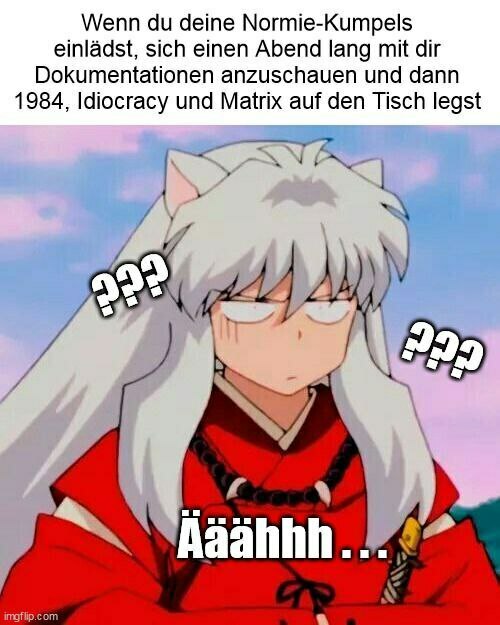 Wenn du deine Normie-Kumpels
einlädst, sich einen Abend lang mit dir
Dokumentationen anzuschauen und dann
1984, Idiocracy und Matrix auf den Tisch legst
???
???
Ääähhh . . .
imgflip.com